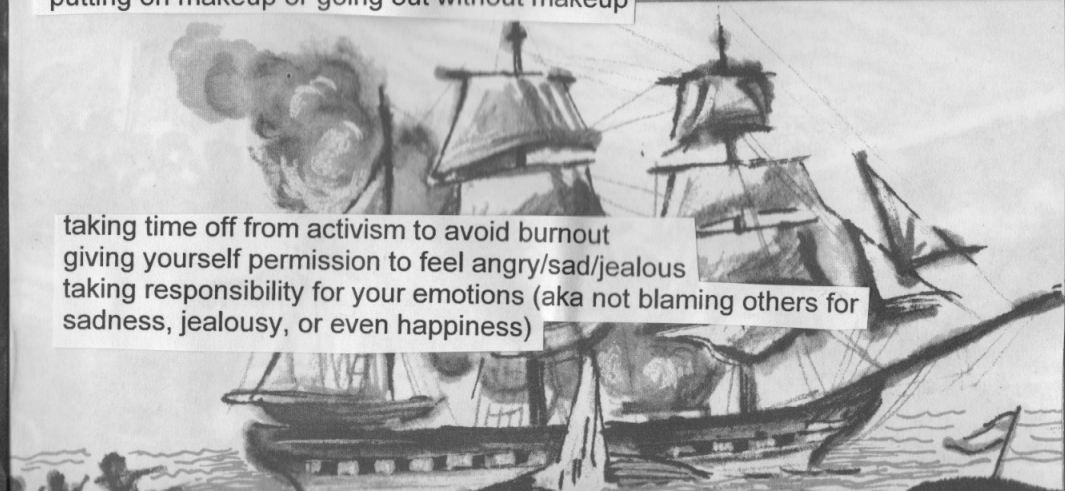 putting on makeup or going out without makeup
taking time off from activism to avoid burnout
giving yourself permission to feel angry/sad/jealous
taking responsibility for your emotions (aka not blaming others for
sadness, jealousy, or even happiness)